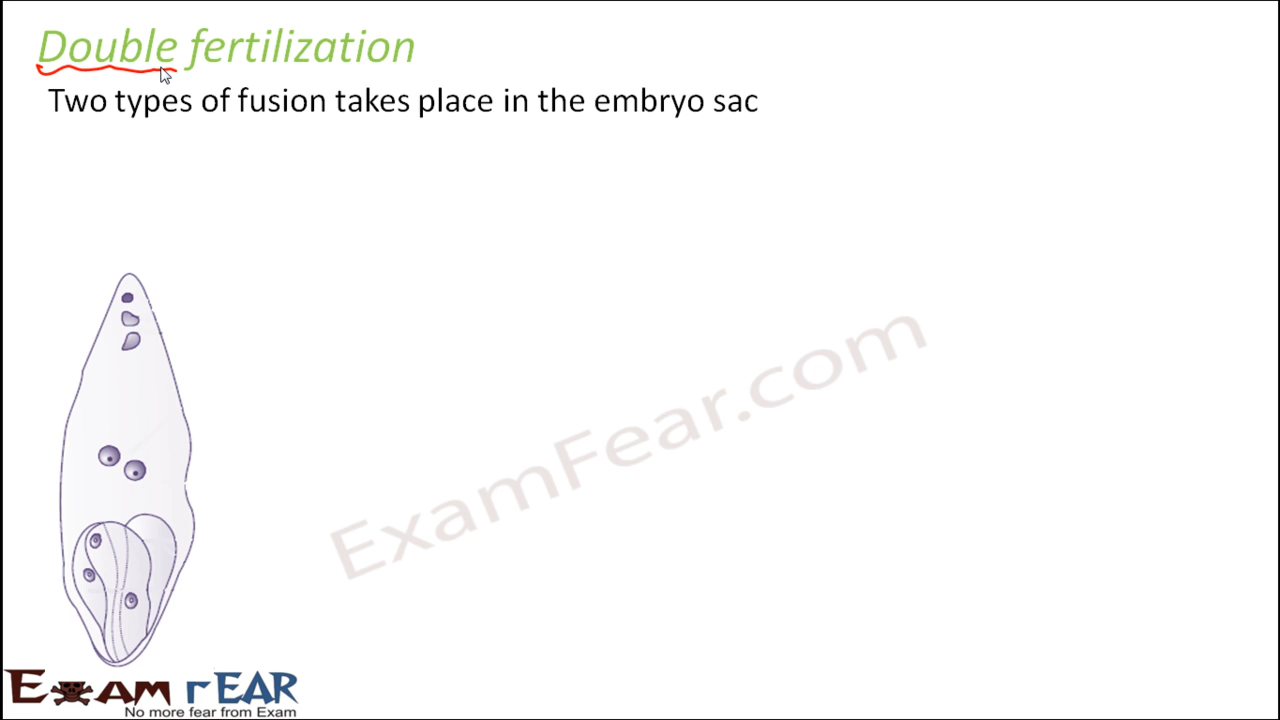 Double fertilization
Two types of fusion takes place in the embryo sac
ExamFear.com
EXAM FEAR
No more fear from Exam